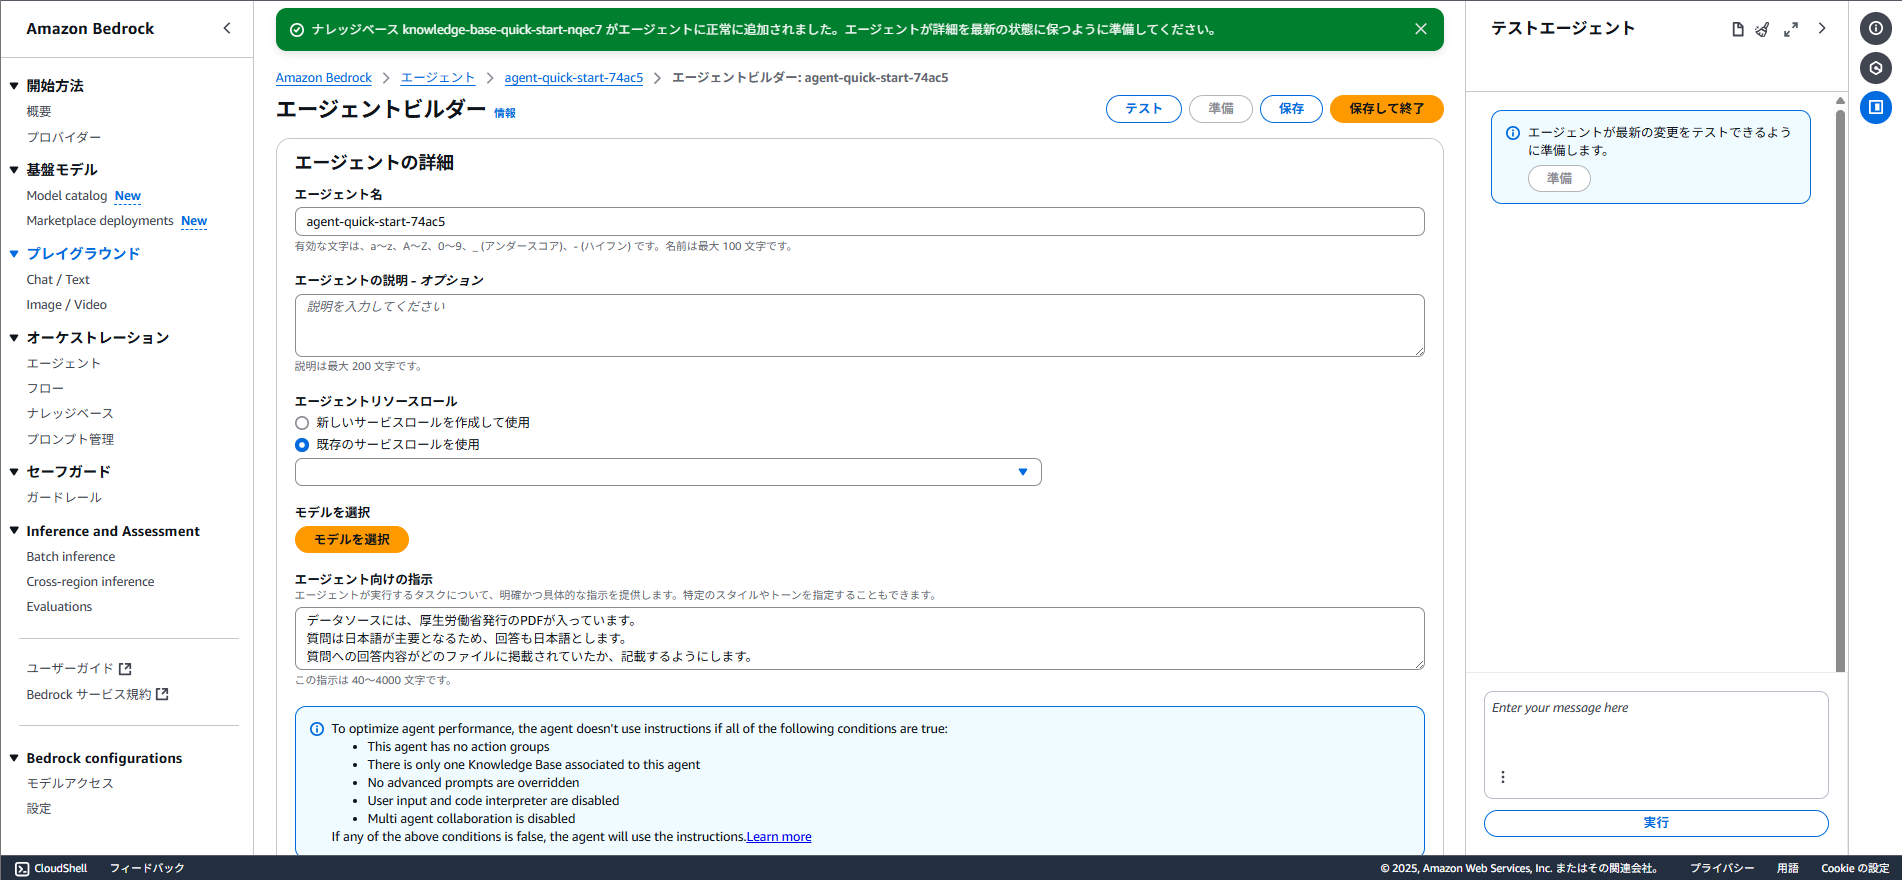 Amazon Bedrock
開始方法
概要
プロバイダー
基盤モデル
Model catalog New
Marketplace deployments New
プレイグラウンド
Chat / Text
Image / Video
オーケストレーション
エージェント
フロー
ナレッジベース
プロンプト管理
セーフガード
ガードレール
Inference and Assessment
Batch inference
Cross-region inference
Evaluations
ユーザーガイド
Bedrock サービス規約
Bedrock configurations
モデルアクセス
設定
ナレッジベース knowledge-base-quick-start-nqec7 がエージェントに正常に追加されました。エージェントが詳細を最新の状態に保つように準備してください。
Amazon Bedrock > エージェント > agent-quick-start-74ac5 > エージェントビルダー: agent-quick-start-74ac5
エージェントビルダー 情報
テスト 準備 保存 保存して終了
エージェントの詳細
エージェント名
agent-quick-start-74ac5
有効な文字は、a～z、A～Z、0～9、_ (アンダースコア)、- (ハイフン) です。名前は最大 100 文字です。
エージェントの説明 - オプション
説明を入力してください
説明は最大 200 文字です。
エージェントリソースロール
新しいサービスロールを作成して使用
既存のサービスロールを使用
モデルを選択
モデルを選択
エージェント向けの指示
エージェントが実行するタスクについて、明確かつ具体的な指示を提供します。特定のスタイルやトーンを指定することもできます。
データソースには、厚生労働省発行のPDFが入っています。
質問は日本語が主要となるため、回答も日本語とします。
質問への回答内容がどのファイルに掲載されていたか、記載するようにします。
この指示は 40～4000 文字です。
To optimize agent performance, the agent doesn't use instructions if all of the following conditions are true:
• This agent has no action groups
• There is only one Knowledge Base associated to this agent
• No advanced prompts are overridden
• User input and code interpreter are disabled
• Multi agent collaboration is disabled
If any of the above conditions is false, the agent will use the instructions.Learn more
テストエージェント
エージェントが最新の変更をテストできるよう
に準備します。
準備
Enter your message here
実行
CloudShell フィードバック
© 2025, Amazon Web Services, Inc. またはその関連会社。 プライバシー 用語 Cookie の設定